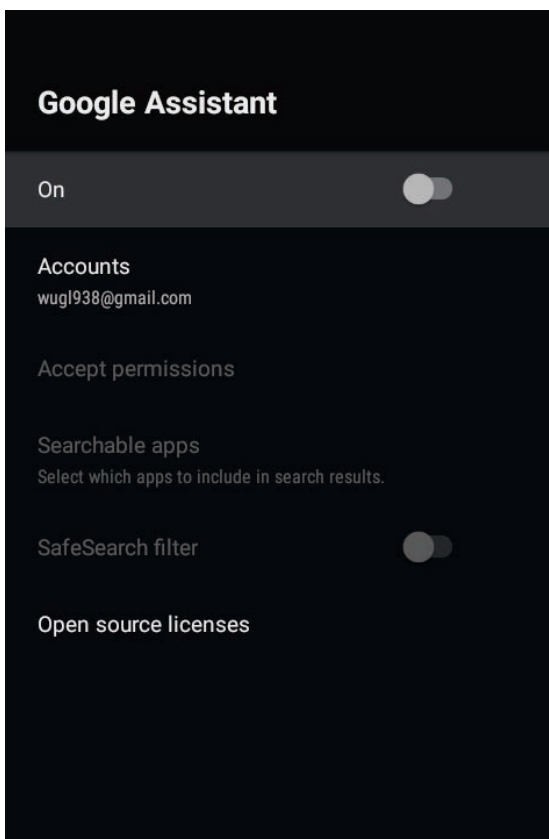 Google Assistant
On
Accounts
wugl938@gmail.com
Accept permissions
Searchable apps
Select which apps to include in search results.
SafeSearch filter
Open source licenses